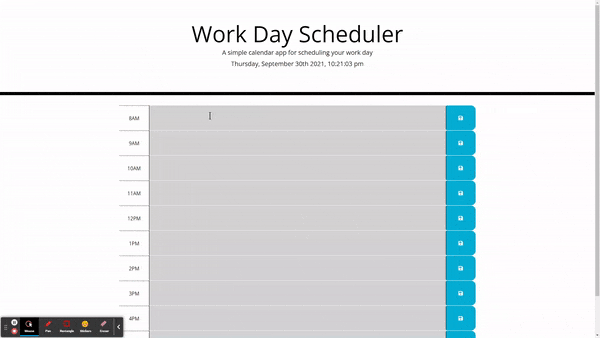 Work Day Scheduler
A simple calendar app for scheduling your work day
Thursday, September 30th 2021, 10:21:03 pm
8AM
9AM
10AM
11AM
12PM
1PM
2PM
3PM
4PM
Mouse
Pen
Rectangle
Stickers
Eraser